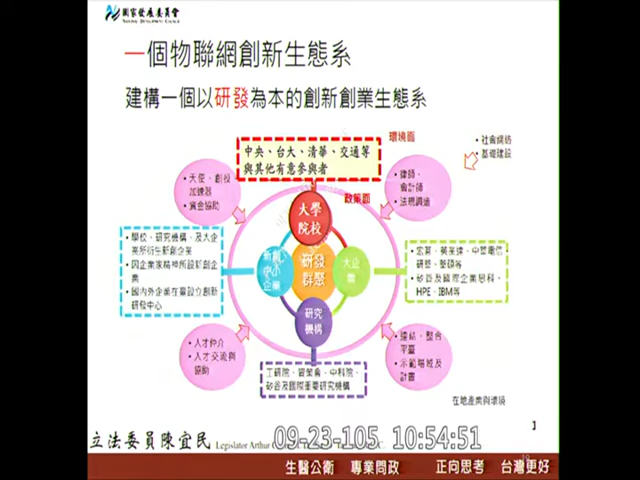 國家發展委員會
一個物聯網創新生態系
建構一個以研發為本的創新創業生態系
環境面
社會網絡
基礎建設
中央、台大、清華、交通等
與其他有意參與者
政策面
天使、創投、
加速器
資金協助
律師、
會計師
法規調適
大學
院校
學校、研究機構、及大企
業所衍生新創企業
因企業家精神所設新創企
業
國內外企業在臺設立創新
研發中心
新創
中小
企業
研發
群聚
大企
業
宏碁、英業達、中華電信
研華、
矽谷及國際企業思科、
HPE、IBM等
研究
機構
人才仲介
人才交流與
協助
連結、整合
平臺
示範場域及
計畫
工研院、資策會、中科院、
矽谷及國際重要研究機構
在地產業與環境
立法委員陳宜民
Legislator Arthur
09-23-105 10:54:51
生醫公衛 專業問政 正向思考 台灣更好